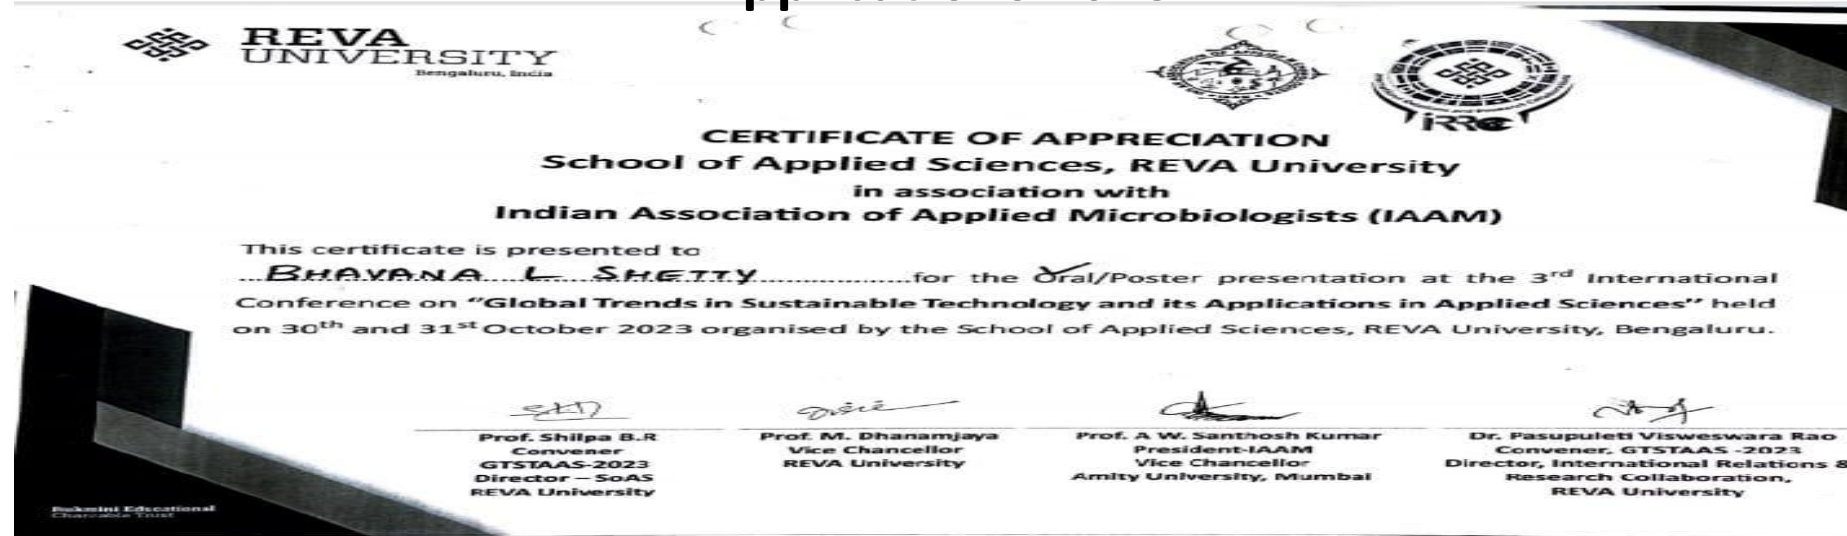 REVA
UNIVERSITY
Bengaluru, India
iRRC
CERTIFICATE OF APPRECIATION
School of Applied Sciences, REVA University
in association with
Indian Association of Applied Microbiologists (IAAM)
This certificate is presented to
BHAVANA L SHETTY for the Oral/Poster presentation at the 3rd International
Conference on "Global Trends in Sustainable Technology and its Applications in Applied Sciences" held
on 30th and 31st October 2023 organised by the School of Applied Sciences, REVA University, Bengaluru.
Prof. Shilpa B.R
Convener
GTSTAAS-2023
Director – SoAS
REVA University
Prof. M. Dhanamjaya
Vice Chancellor
REVA University
Prof. A W. Santhosh Kumar
President-IAAM
Vice Chancellor
Amity University, Mumbai
Dr. Pasupuleti Visweswara Rao
Convener, GTSTAAS -2023
Director, International Relations &
Research Collaboration,
REVA University
Rukmini Educational
Charitable Trust